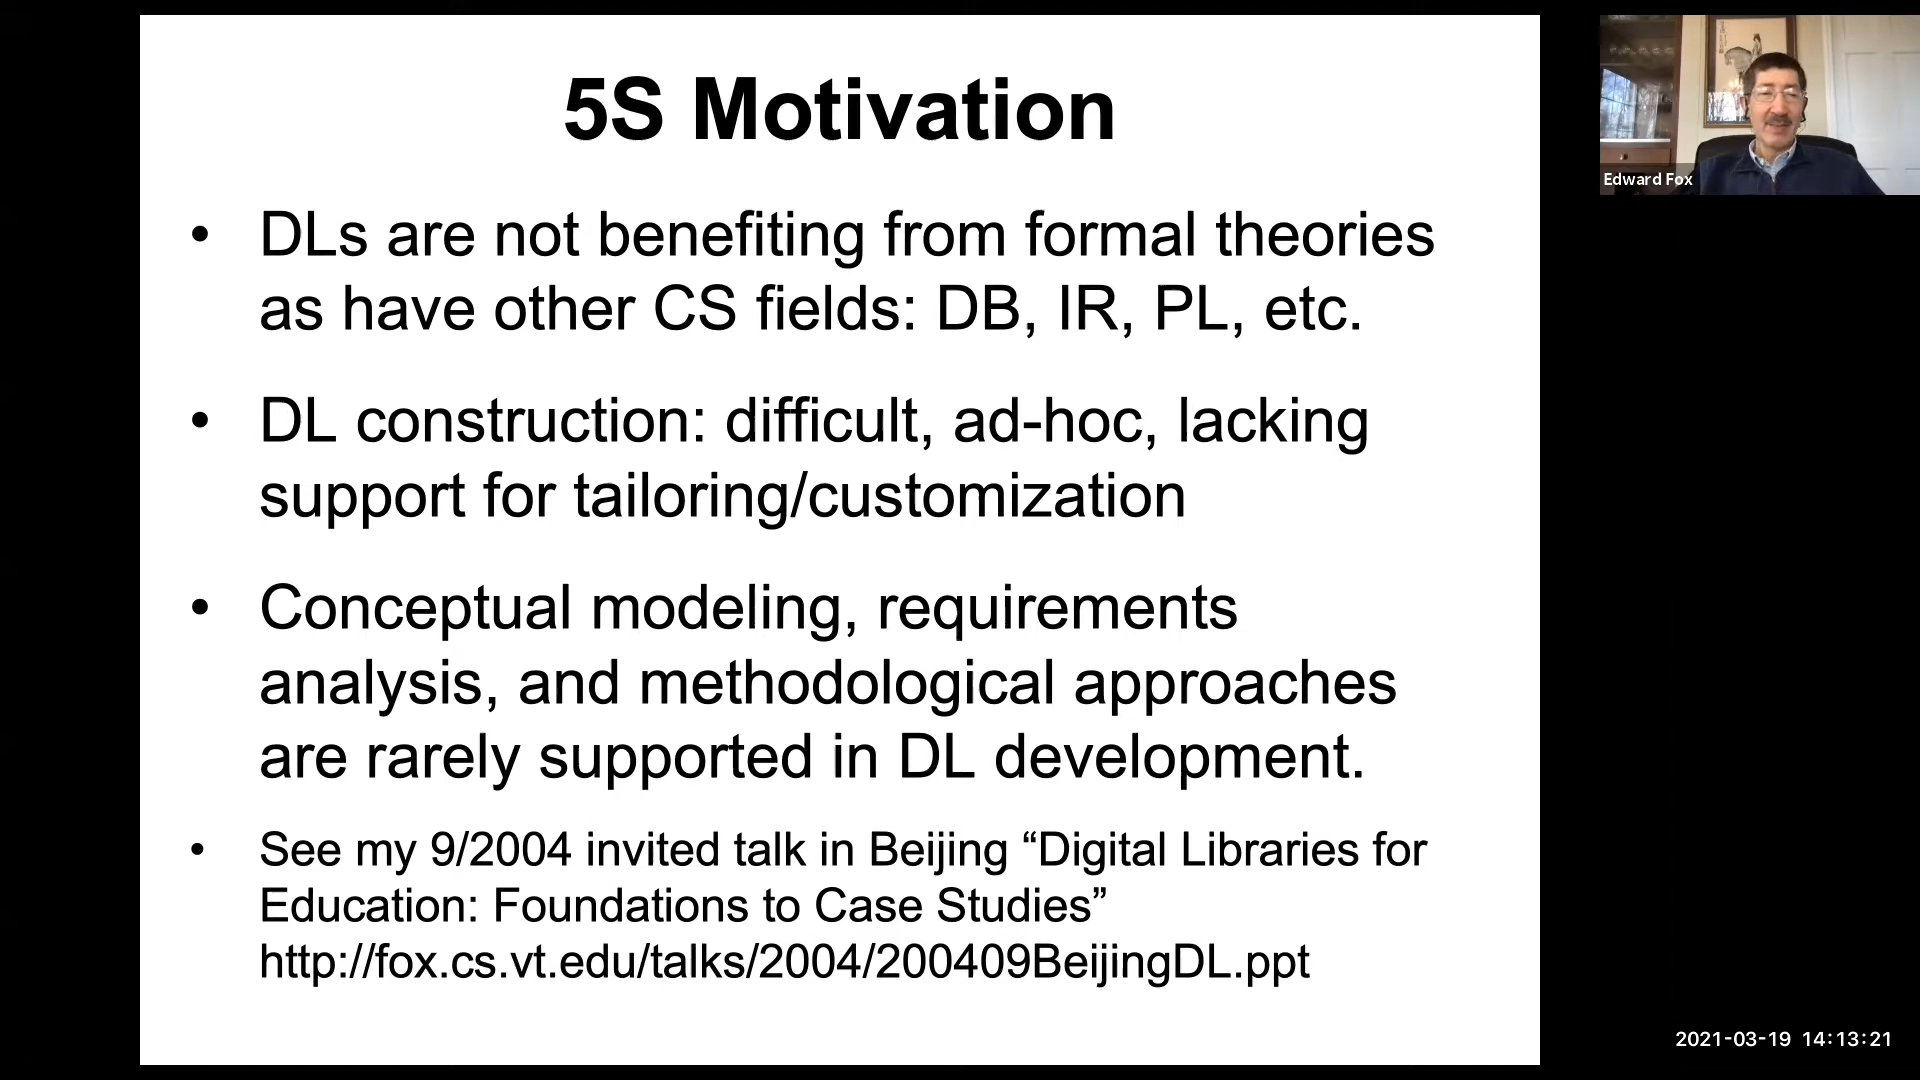 5S Motivation
• DLs are not benefiting from formal theories
as have other CS fields: DB, IR, PL, etc.
• DL construction: difficult, ad-hoc, lacking
support for tailoring/customization
• Conceptual modeling, requirements
analysis, and methodological approaches
are rarely supported in DL development.
• See my 9/2004 invited talk in Beijing “Digital Libraries for
Education: Foundations to Case Studies”
http://fox.cs.vt.edu/talks/2004/200409BeijingDL.ppt
Edward Fox
2021-03-19 14:13:21